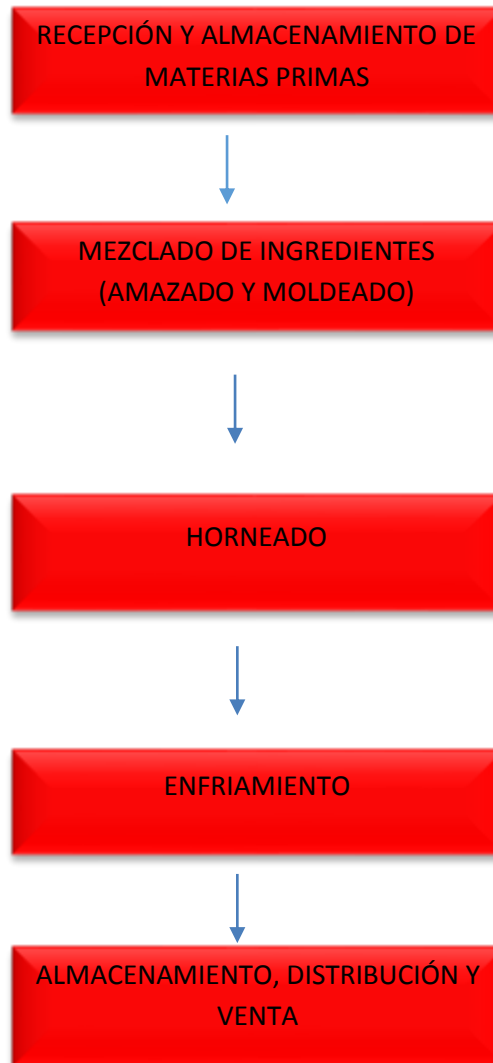 RECEPCIÓN Y ALMACENAMIENTO DE
MATERIAS PRIMAS
MEZCLADO DE INGREDIENTES
(AMAZADO Y MOLDEADO)
HORNEADO
ENFRIAMIENTO
ALMACENAMIENTO, DISTRIBUCIÓN Y
VENTA